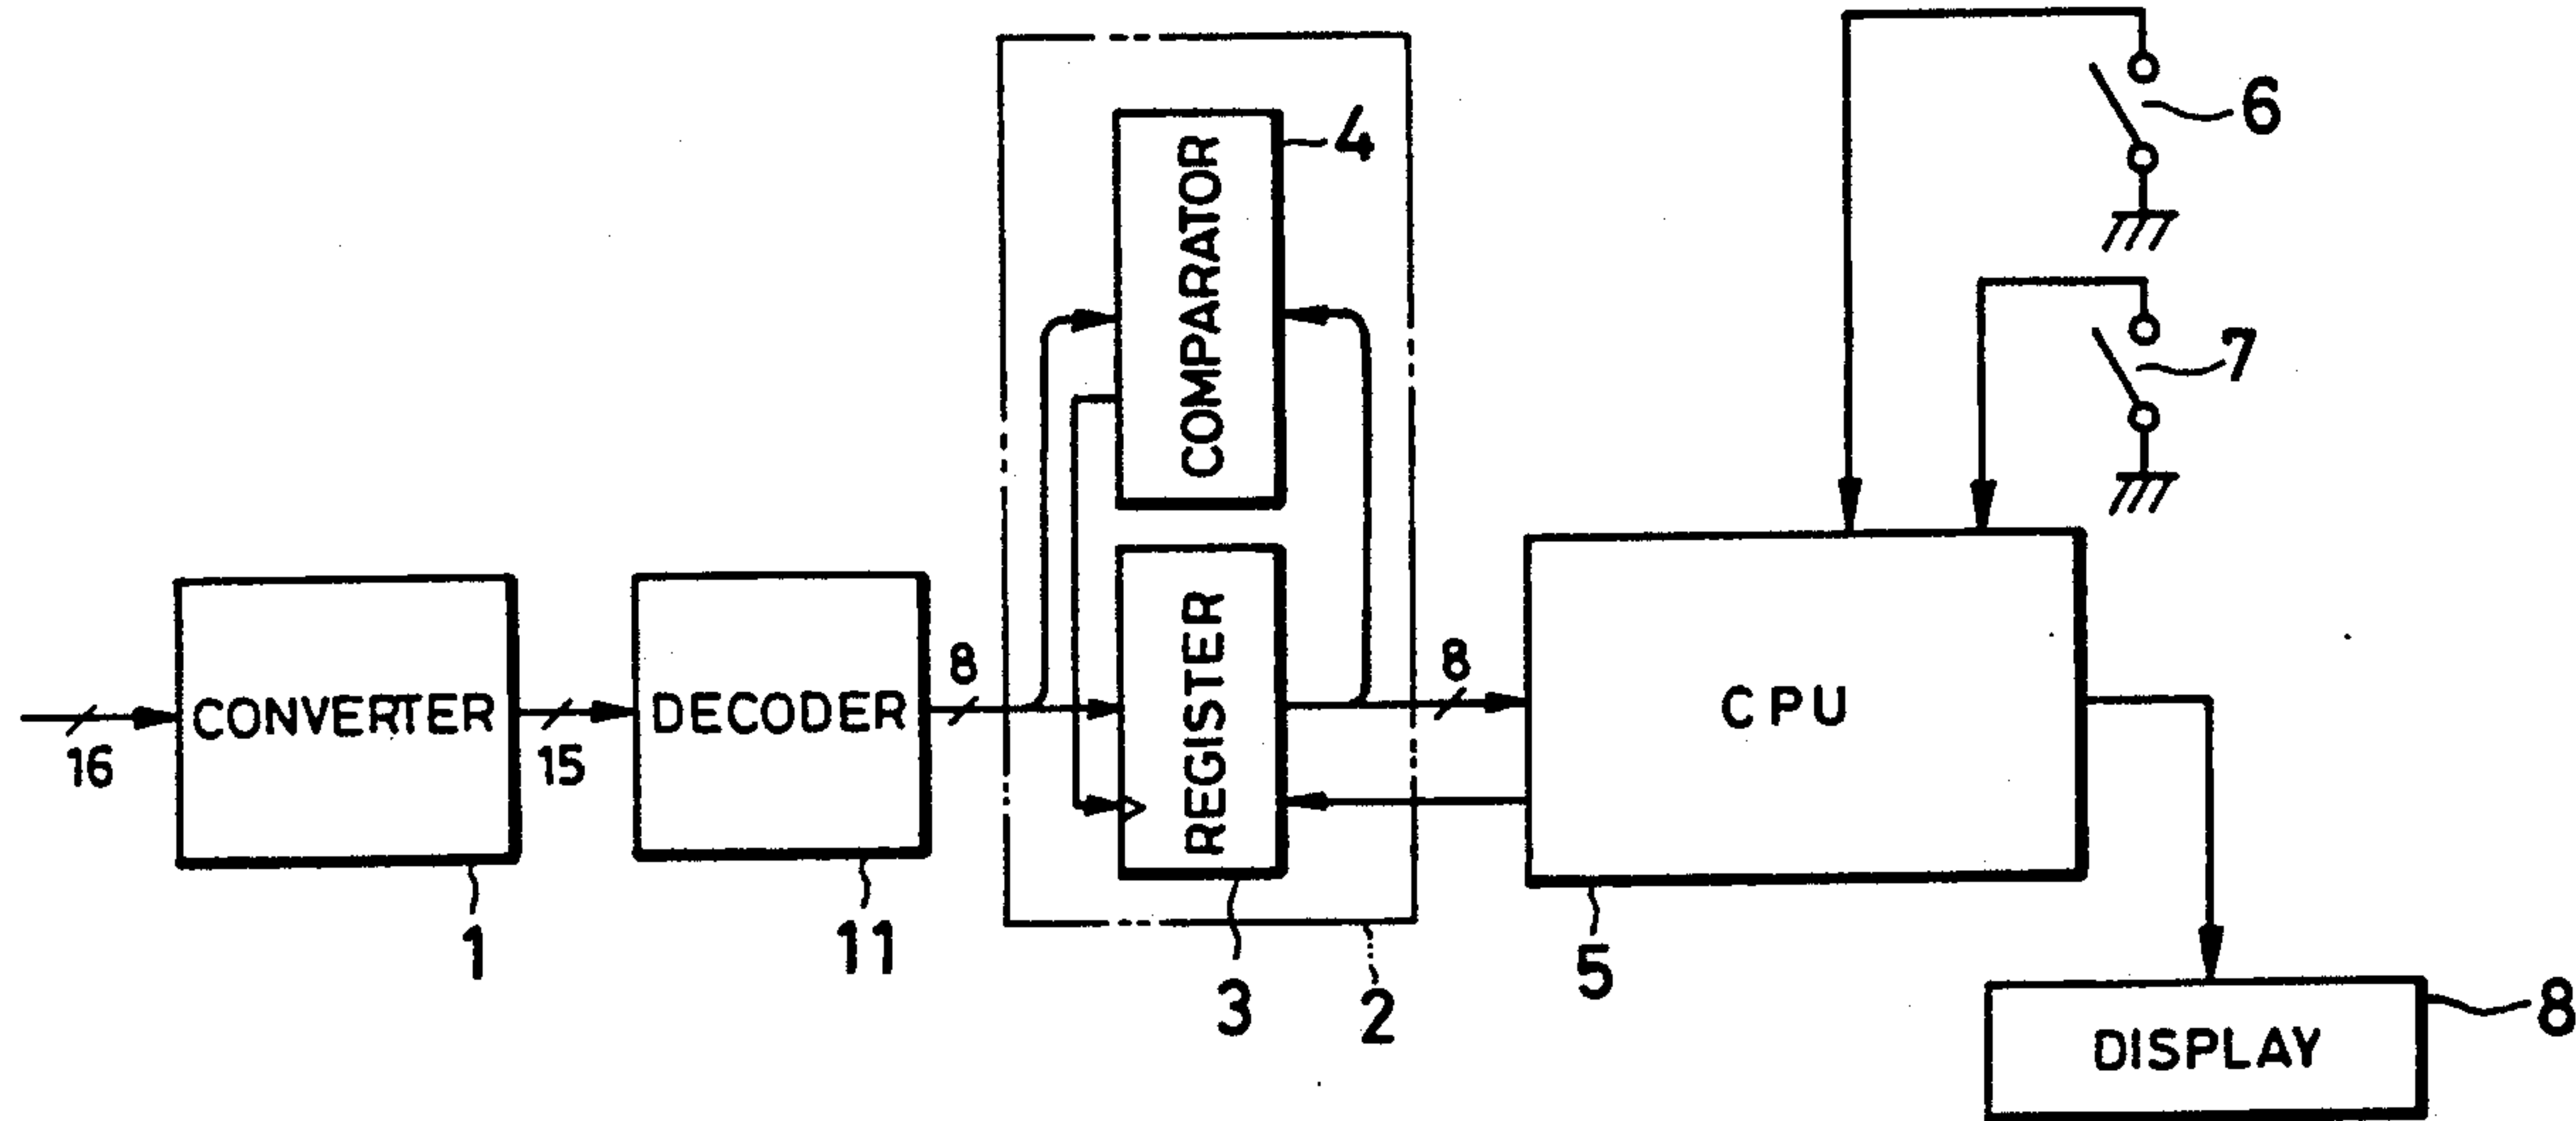 6
4
COMPARATOR
7
CONVERTER
DECODER
REGISTER
CPU
16
15
8
8
1
11
3
2
5
DISPLAY
8